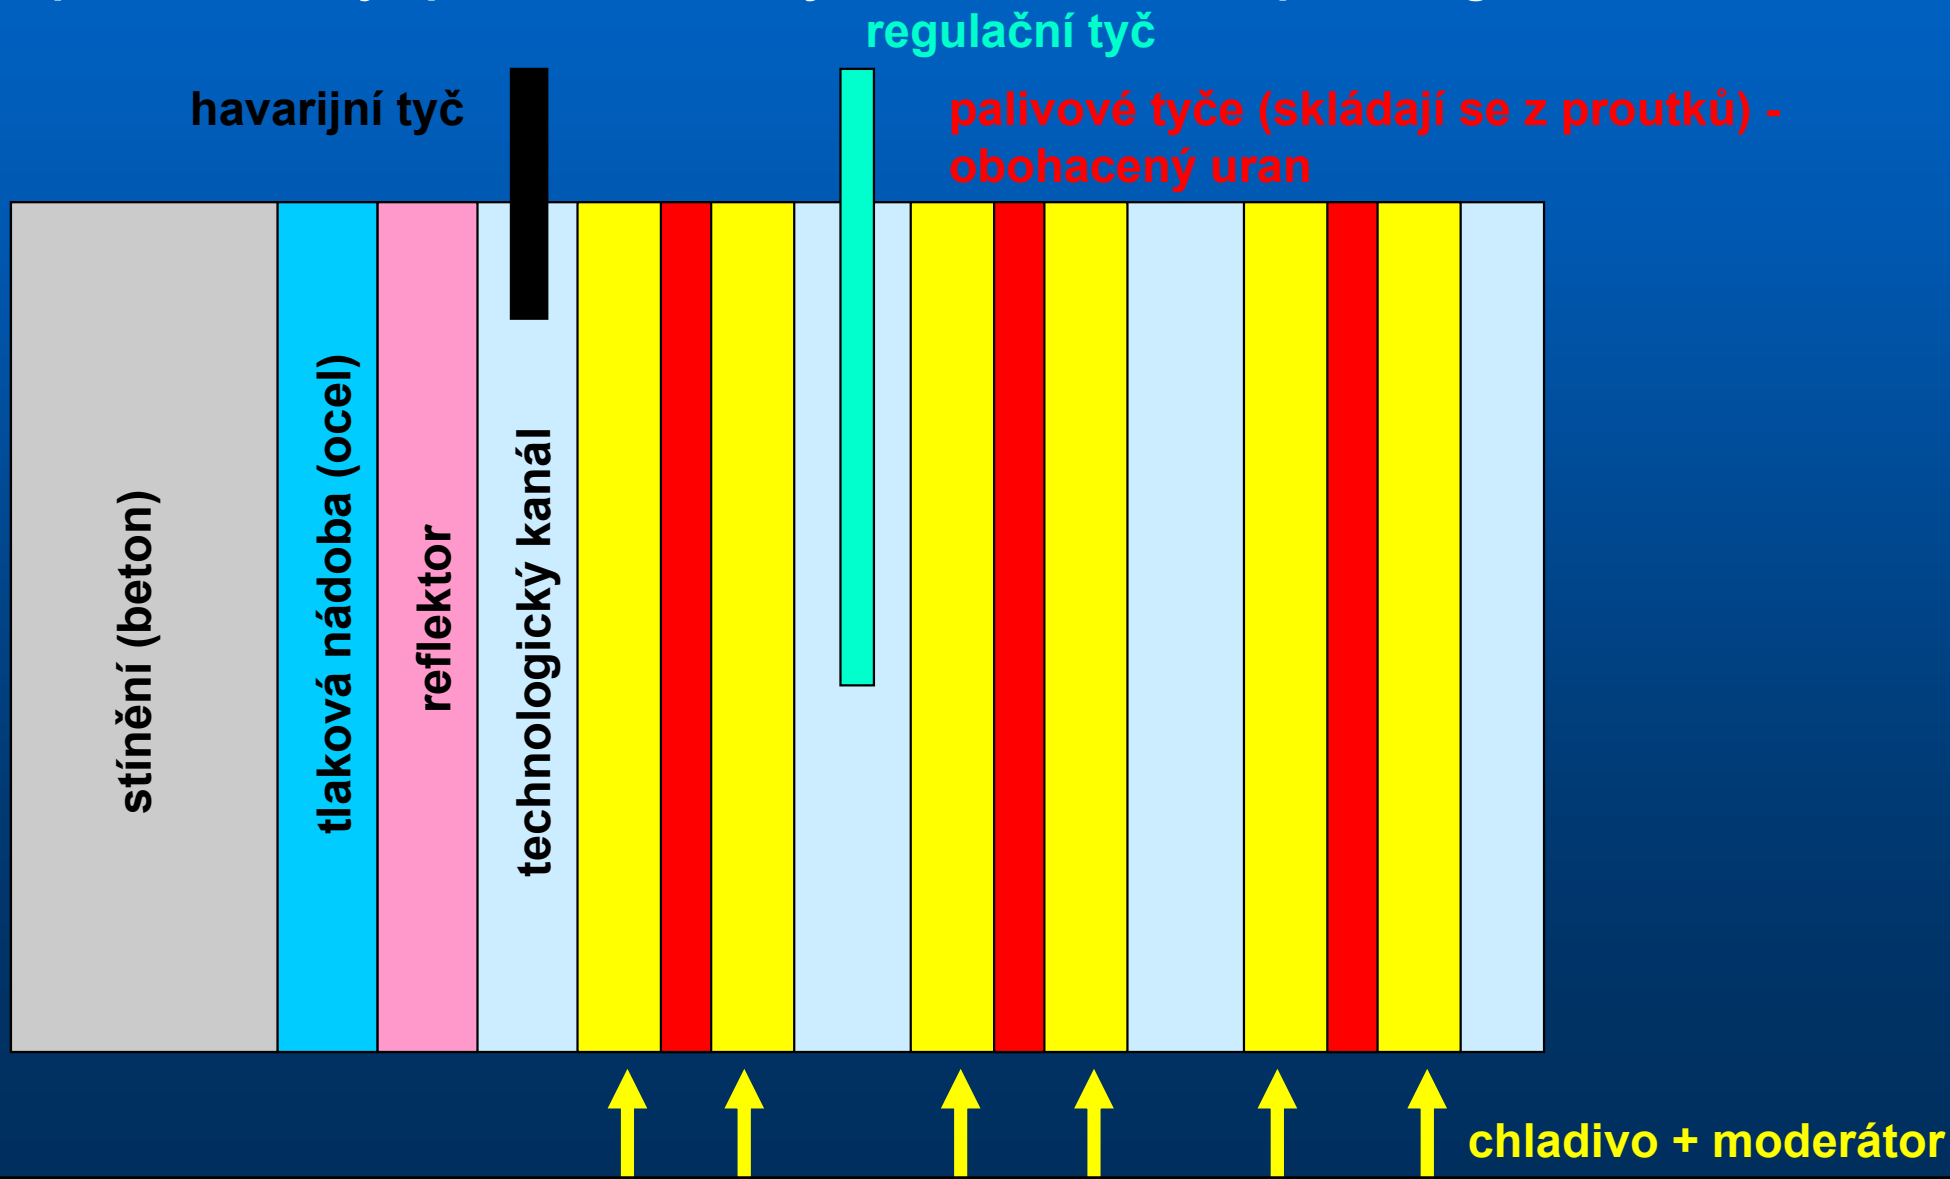 regulační tyč
havarijní tyč
palivové tyče (skládají se z proutků) -
obohacený uran
stínění (beton)
tlaková nádoba (ocel)
reflektor
technologický kanál
chladivo + moderátor